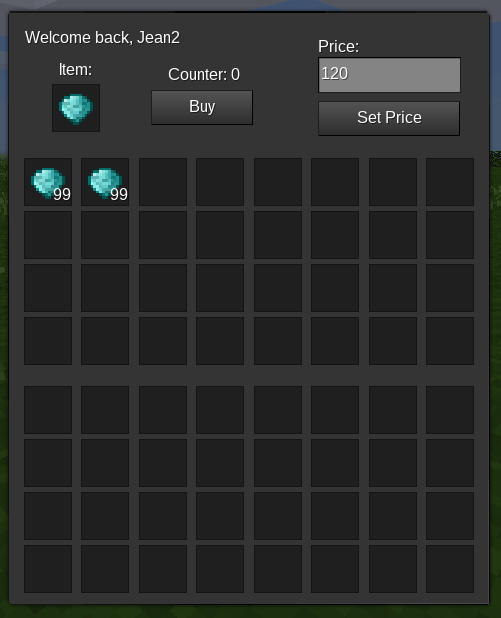 Welcome back, Jean2
Price:
Item:
Counter: 0
120
Buy
Set Price
99
99